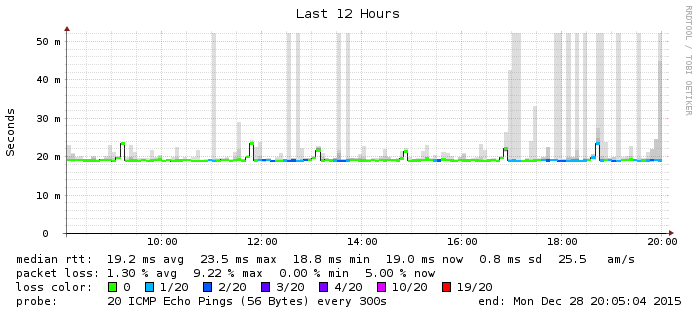 Last 12 Hours
RRDTOOL / TOBI OETIKER
Seconds
50 m
40 m
30 m
20 m
10 m
0
10:00 12:00 14:00 16:00 18:00 20:00
median rtt: 19.2 ms avg 23.5 ms max 18.8 ms min 19.0 ms now 0.8 ms sd 25.5 am/s
packet loss: 1.30 % avg 9.22 % max 0.00 % min 5.00 % now
loss color: 0 1/20 2/20 3/20 4/20 10/20 19/20
probe: 20 ICMP Echo Pings (56 Bytes) every 300s end: Mon Dec 28 20:05:04 2015